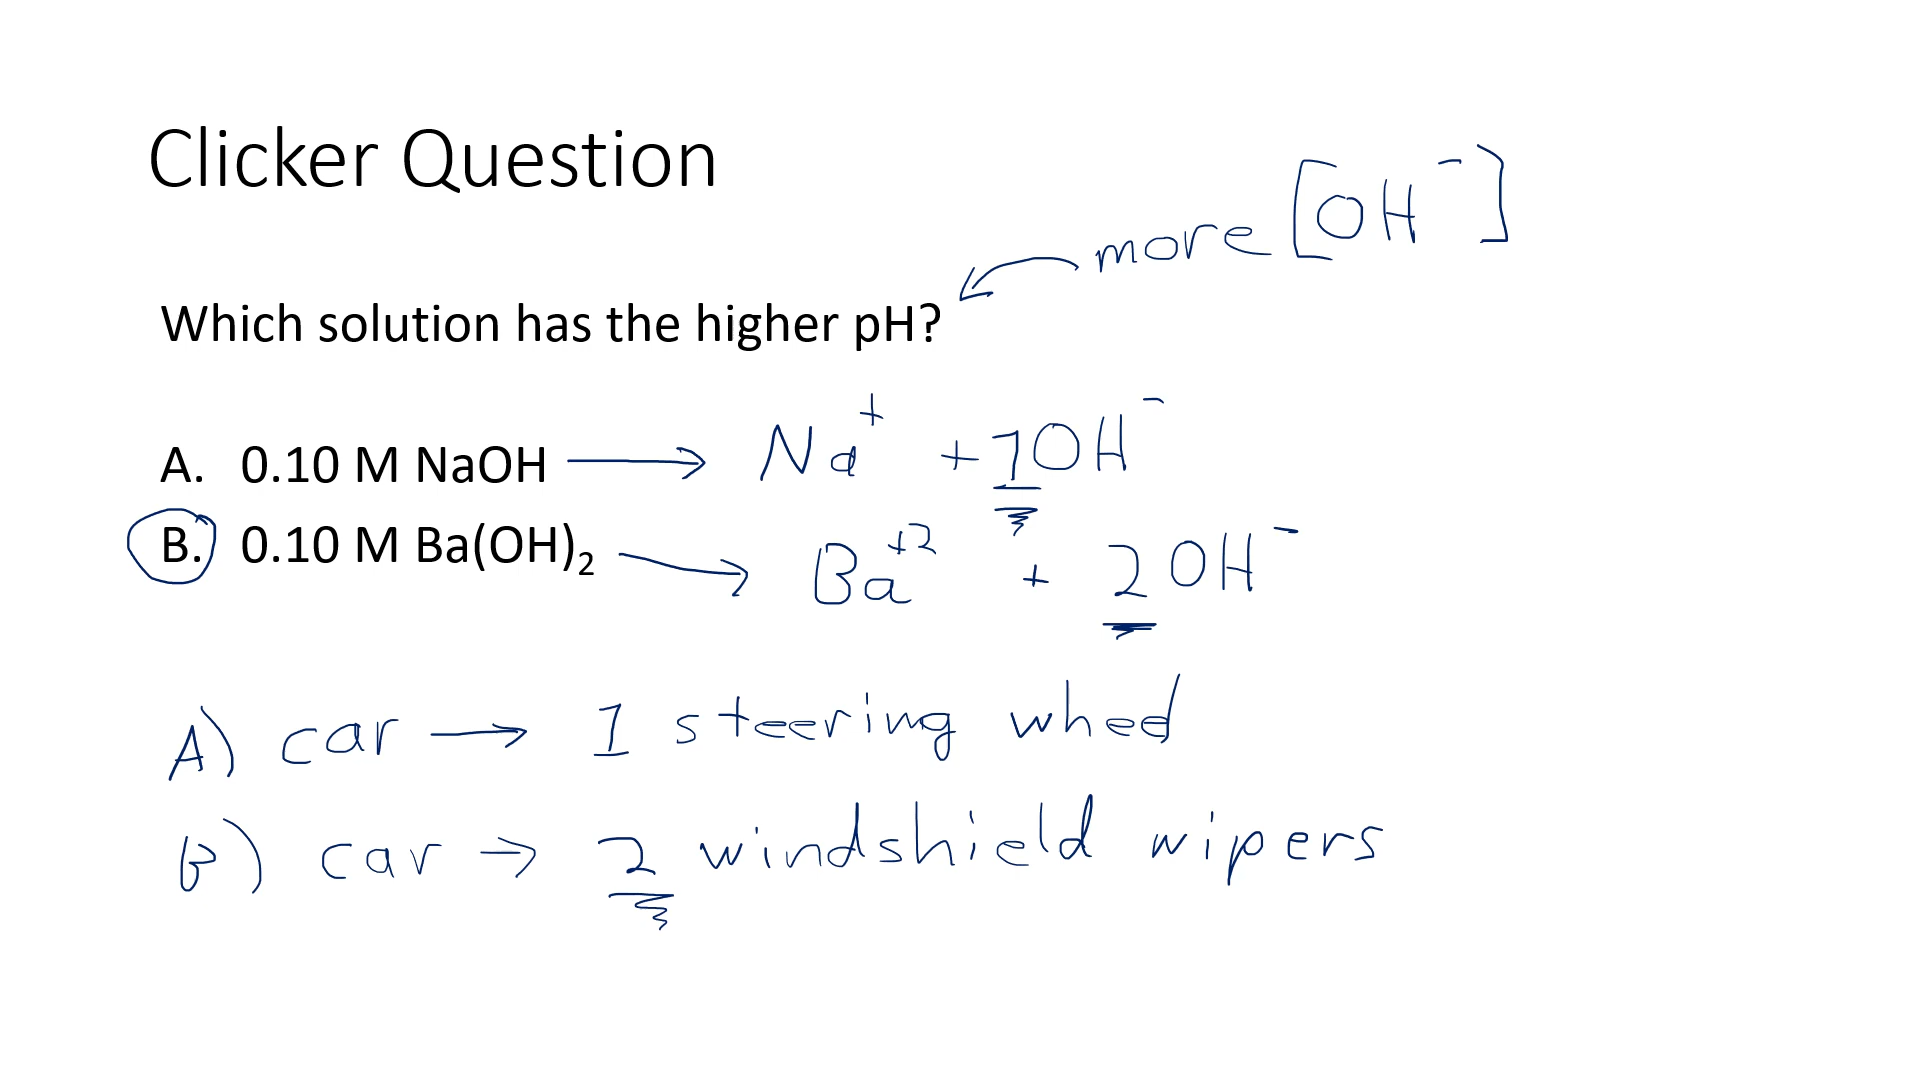 Clicker Question
more [OH⁻]
Which solution has the higher pH?
A. 0.10 M NaOH → Na⁺ + 1OH⁻
B. 0.10 M Ba(OH)₂ → Ba⁺² + 2OH⁻
A) car → 1 steering wheel
B) car → 2 windshield wipers